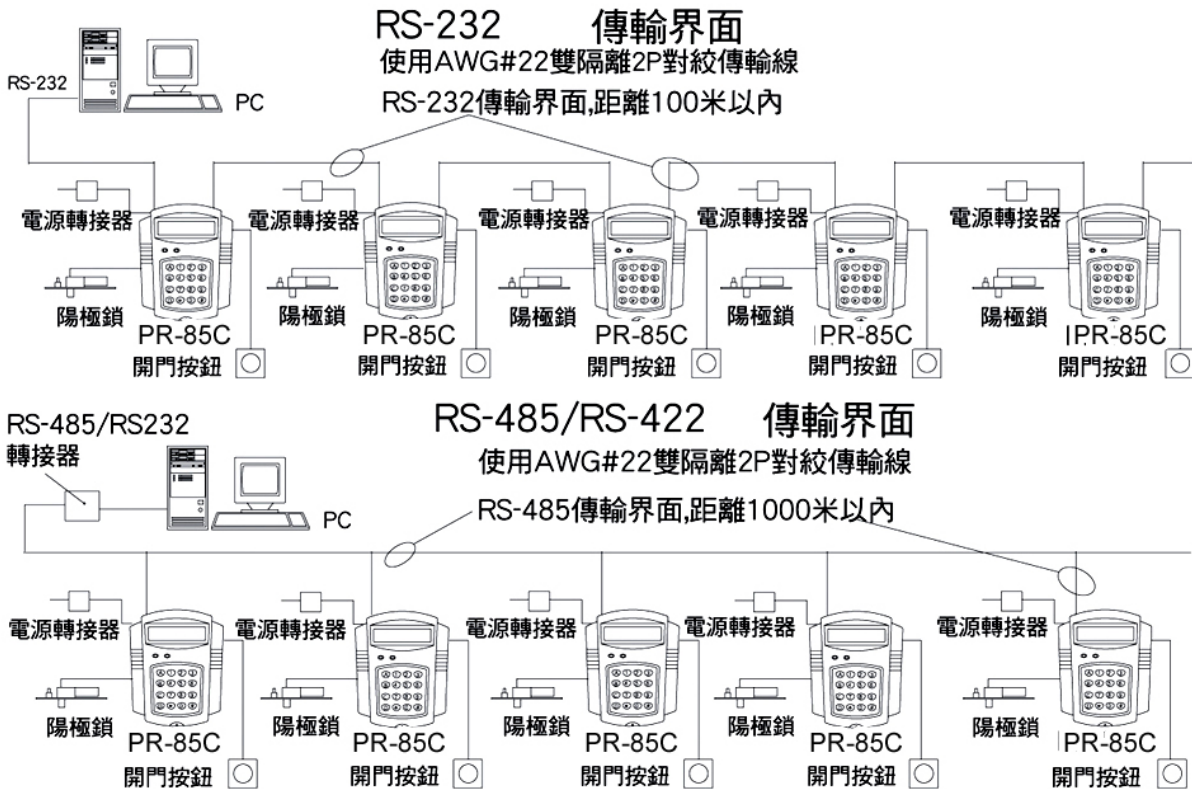 RS-232 傳輸界面
使用AWG#22雙隔離2P對絞傳輸線
RS-232傳輸界面,距離100米以內
RS-232
PC
電源轉接器 電源轉接器 電源轉接器 電源轉接器 電源轉接器
陽極鎖 陽極鎖 陽極鎖 陽極鎖 陽極鎖
PR-85C PR-85C PR-85C PR-85C PR-85C
開門按鈕 開門按鈕 開門按鈕 開門按鈕 開門按鈕
RS-485/RS232
轉接器
RS-485/RS-422 傳輸界面
使用AWG#22雙隔離2P對絞傳輸線
RS-485傳輸界面,距離1000米以內
PC
電源轉接器 電源轉接器 電源轉接器 電源轉接器 電源轉接器
陽極鎖 陽極鎖 陽極鎖 陽極鎖 陽極鎖
PR-85C PR-85C PR-85C PR-85C PR-85C
開門按鈕 開門按鈕 開門按鈕 開門按鈕 開門按鈕